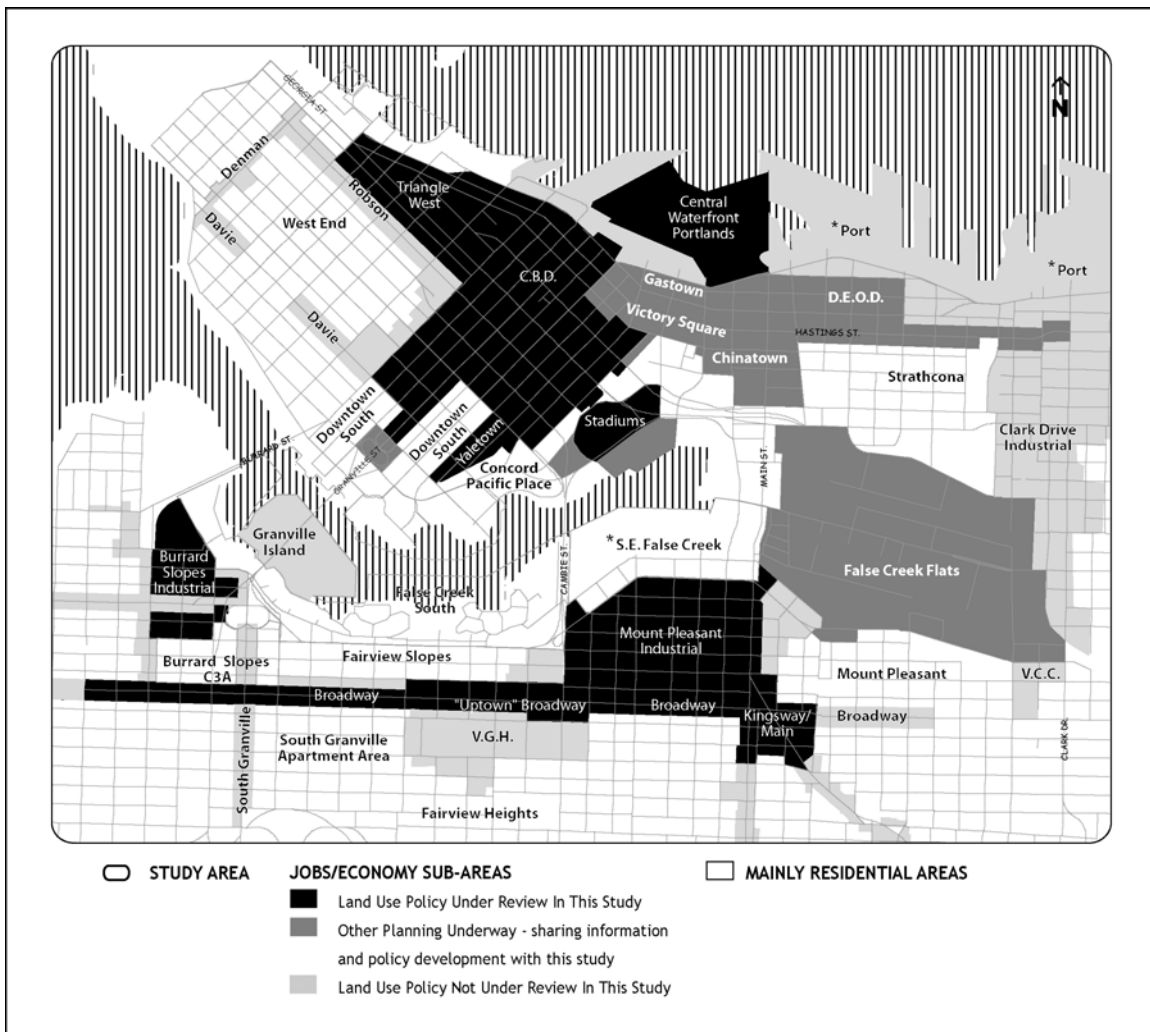 GEORGIA ST.
N
Denman
Robson
Triangle
West
Central
Waterfront
Portlands
Davie
West End
*Port
*Port
C.B.D.
Gastown
D.E.O.D.
Victory Square
HASTINGS ST.
Davie
Chinatown
Strathcona
Downtown
South
Downtown
South
Yaletown
Stadiums
Clark Drive
Industrial
BURRARD ST.
GRANVILLE ST.
Concord
Pacific Place
MAIN ST.
Granville
Island
*S.E. False Creek
CAMBIE ST.
Burrard
Slopes
Industrial
False Creek Flats
False Creek
South
Mount Pleasant
Industrial
Fairview Slopes
Burrard Slopes
C3A
Mount Pleasant
V.C.C.
Broadway
"Uptown" Broadway
Broadway
Kingsway/
Main
Broadway
South Granville
South Granville
Apartment Area
V.G.H.
CLARK DR.
Fairview Heights
STUDY AREA
JOBS/ECONOMY SUB-AREAS
MAINLY RESIDENTIAL AREAS
Land Use Policy Under Review In This Study
Other Planning Underway - sharing information
and policy development with this study
Land Use Policy Not Under Review In This Study